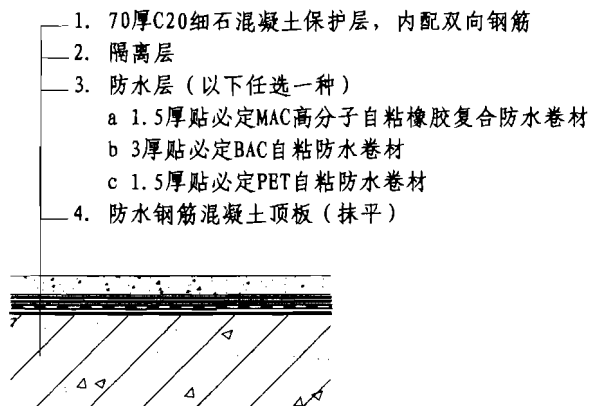 1. 70厚C20细石混凝土保护层，内配双向钢筋
2. 隔离层
3. 防水层（以下任选一种）
a 1.5厚贴必定MAC高分子自粘橡胶复合防水卷材
b 3厚贴必定BAC自粘防水卷材
c 1.5厚贴必定PET自粘防水卷材
4. 防水钢筋混凝土顶板（抹平）